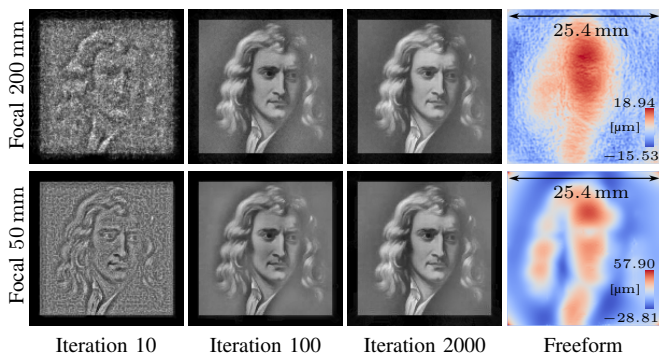 Focal 200 mm
25.4 mm
18.94
[µm]
−15.53
Focal 50 mm
25.4 mm
57.90
[µm]
−28.81
Iteration 10 Iteration 100 Iteration 2000 Freeform